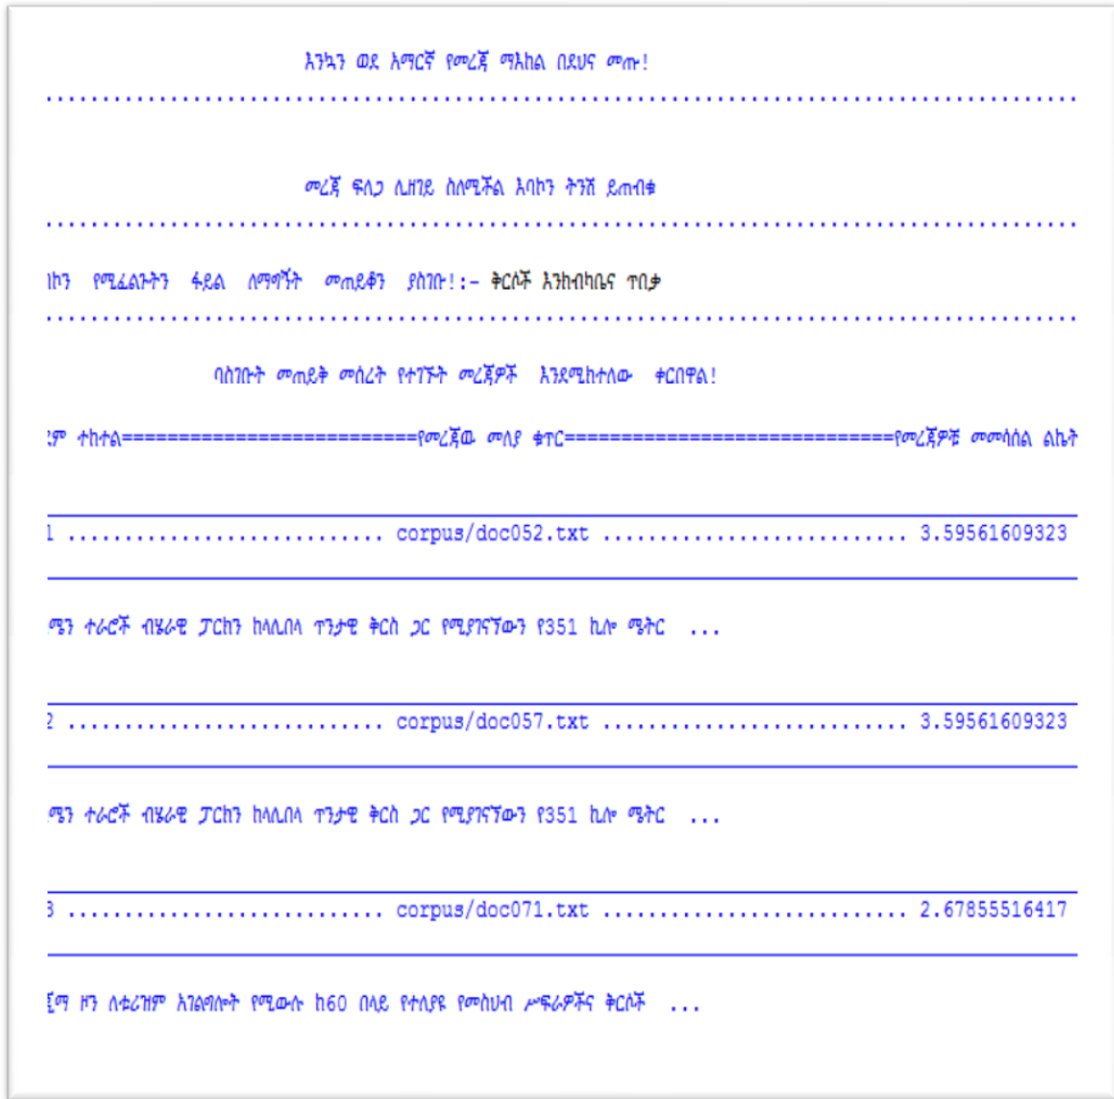 እንኳን ወደ አማርኛ የመረጃ ማእከል በደህና መጡ!
...........................................................................................
መረጃ ፍለጋ ሊዘገይ ስለሚችል እባኮን ትንሽ ይጠብቁ
...........................................................................................
የሚፈልጉትን ፋይል ለማግኘት መጠይቆን ያስገቡ!:- ቅርሶች እንክብካቤና ጥበቃ
...........................................................................................
ባስገቡት መጠይቅ መሰረት የተገኙት መረጃዎች እንደሚከተለው ቀርበዋል!
ተከተል==========================የመረጃዉ መለያ ቁጥር=============================የመረጃዎቹ መመሳሰል ልኬት
1 ............................ corpus/doc052.txt ........................... 3.59561609323
ተራሮች ብሄራዊ ፓርክን ከላሊበላ ጥንታዊ ቅርስ ጋር የሚያገናኘውን የ351 ኪሎ ሜትር ...
2 ............................ corpus/doc057.txt ........................... 3.59561609323
ተራሮች ብሄራዊ ፓርክን ከላሊበላ ጥንታዊ ቅርስ ጋር የሚያገናኘውን የ351 ኪሎ ሜትር ...
3 ............................ corpus/doc071.txt ........................... 2.67855516417
ዞን ለቱሪዝም አገልግሎት የሚውሉ ከ60 በላይ የተለያዩ የመስህብ ሥፍራዎችና ቅርሶች ...